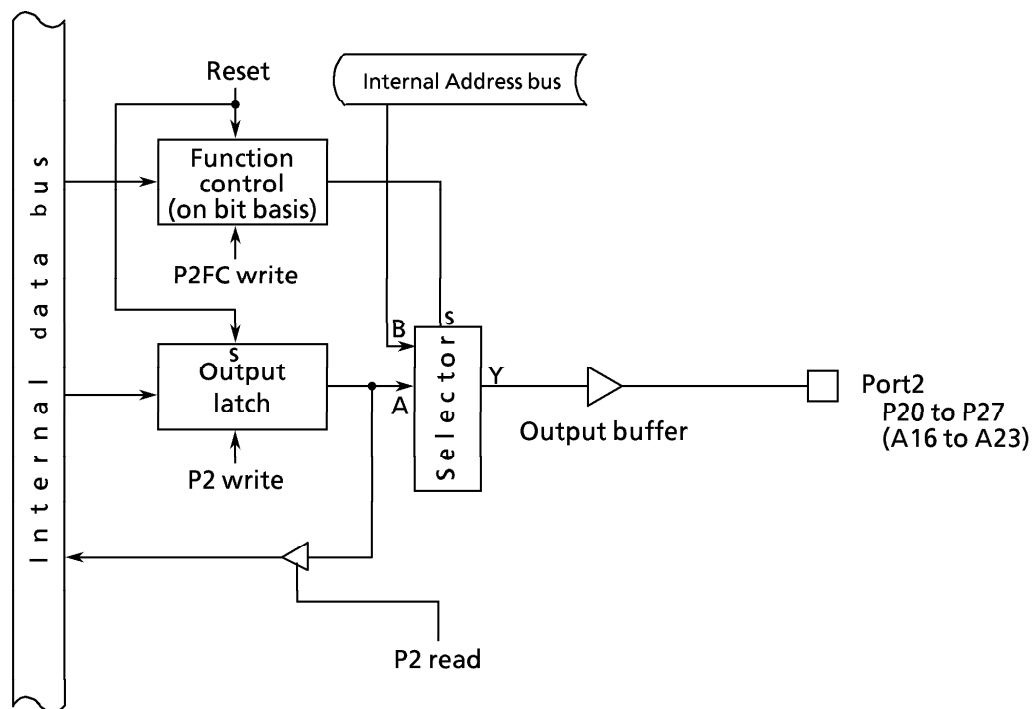 Internal data bus
Reset
Internal Address bus
Function
control
(on bit basis)
P2FC write
S
B
S
Output
latch
A
Selector
Y
Output buffer
Port2
P20 to P27
(A16 to A23)
P2 write
P2 read